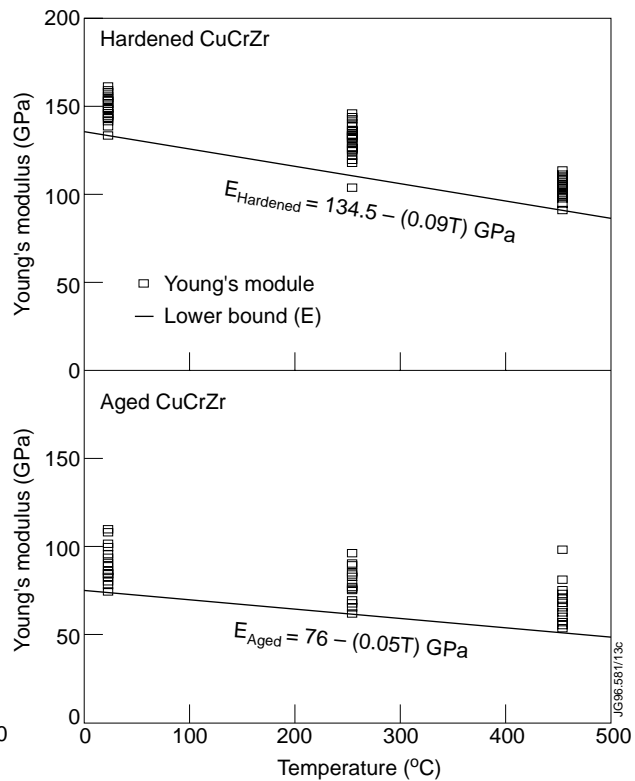 200
Hardened CuCrZr
150
100
50
0
Young's modulus (GPa)
E_Hardened = 134.5 – (0.09T) GPa
Young's module
Lower bound (E)
Aged CuCrZr
150
100
50
0
Young's modulus (GPa)
E_Aged = 76 – (0.05T) GPa
JG96.581/13c
0
0 100 200 300 400 500
Temperature (°C)